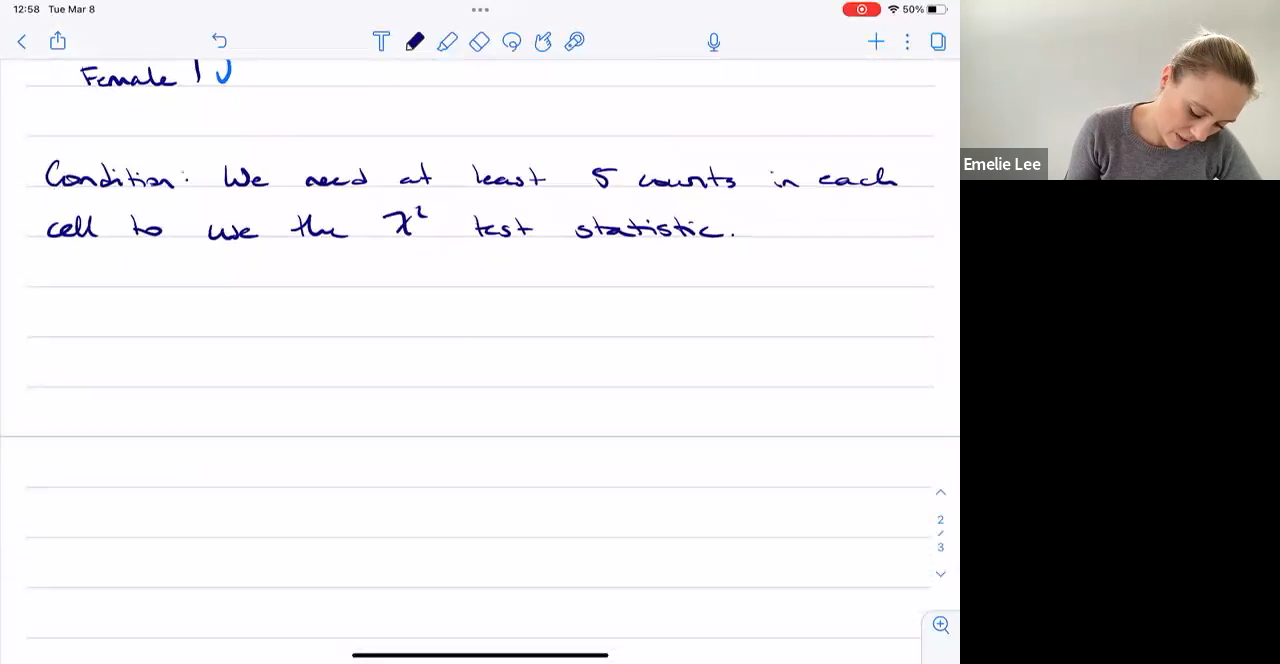 12:58 Tue Mar 8
50%
T
Female
Condition: We need at least 5 counts in each
cell to use the χ² test statistic.
Emelie Lee
2
/
3